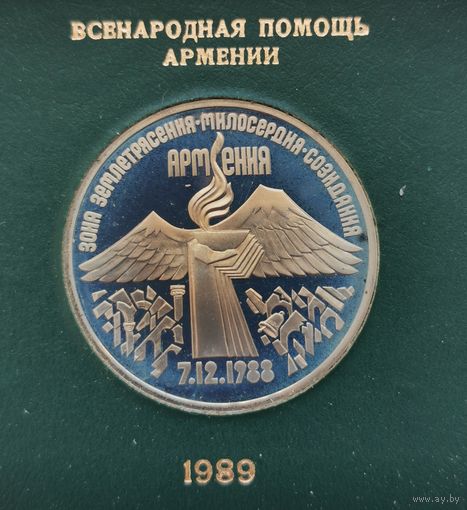 ВСЕНАРОДНАЯ ПОМОЩЬ
АРМЕНИИ
ЗОНА ЗЕМЛЕТРЯСЕНИЯ·МИЛОСЕРДИЯ·СОЗИДАНИЯ
АРМЕНИЯ
7.12.1988
1989
www.ay.by